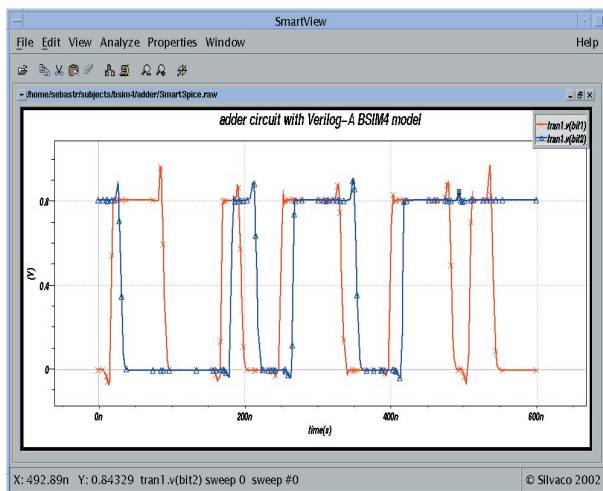 SmartView
File Edit View Analyze Properties Window Help
/home/sebastr/subjects/bsim4/adder/SmartSpice.raw
adder circuit with Verilog-A BSIM4 model
tran1.v(bit1)
tran1.v(bit2)
0.8
0.4
0
(V)
0n 200n 400n 600n
time(s)
X: 492.89n Y: 0.84329 tran1.v(bit2) sweep 0 sweep #0 © Silvaco 2002